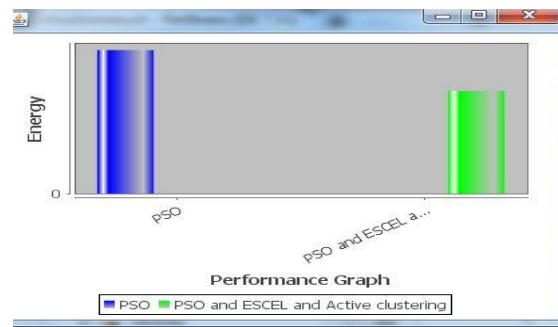 Energy
0
PSO
PSO and ESCEL a...
Performance Graph
PSO PSO and ESCEL and Active clustering